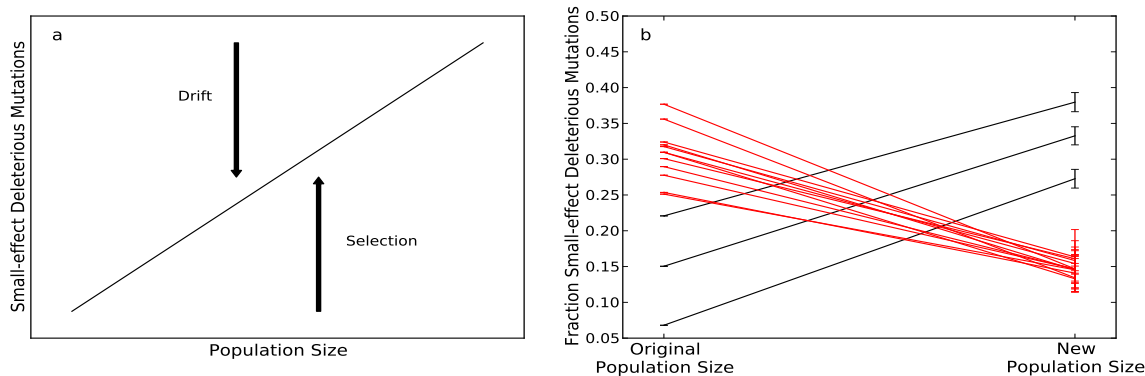 a
Small-effect Deleterious Mutations
Drift
Selection
Population Size
b
Fraction Small-effect Deleterious Mutations
0.50
0.45
0.40
0.35
0.30
0.25
0.20
0.15
0.10
0.05
Original
Population Size
New
Population Size